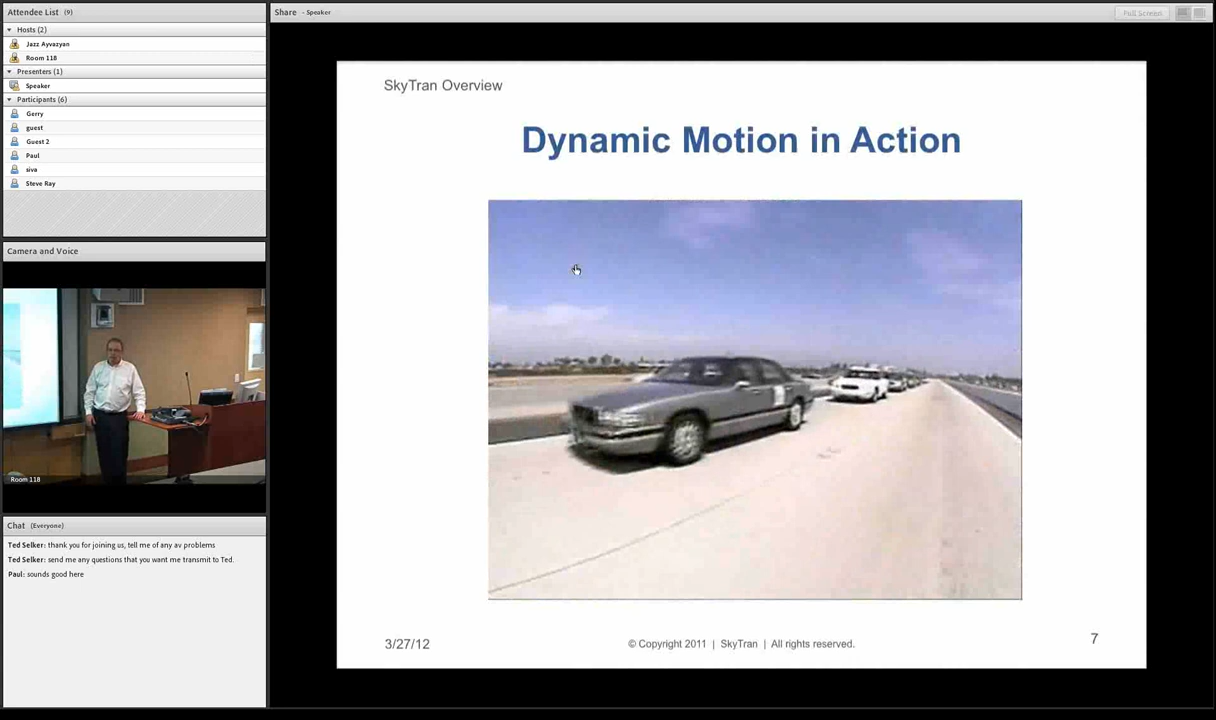 Attendee List (9)
Hosts (2)
Jazz Ayvazyan
Room 118
Presenters (1)
Speaker
Participants (6)
Gerry
guest
Guest 2
Paul
siva
Steve Ray
Camera and Voice
Room 118
Chat (Everyone)
Ted Selker: thank you for joining us, tell me of any av problems
Ted Selker: send me any questions that you want me transmit to Ted.
Paul: sounds good here
Share - Speaker
Full Screen
SkyTran Overview
Dynamic Motion in Action
3/27/12
© Copyright 2011 | SkyTran | All rights reserved.
7